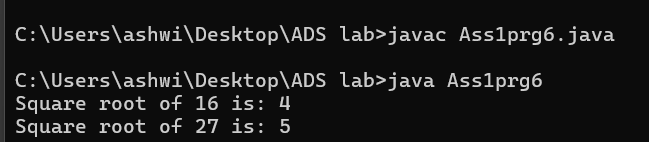 C:\Users\ashwi\Desktop\ADS lab>javac Ass1prg6.java
C:\Users\ashwi\Desktop\ADS lab>java Ass1prg6
Square root of 16 is: 4
Square root of 27 is: 5